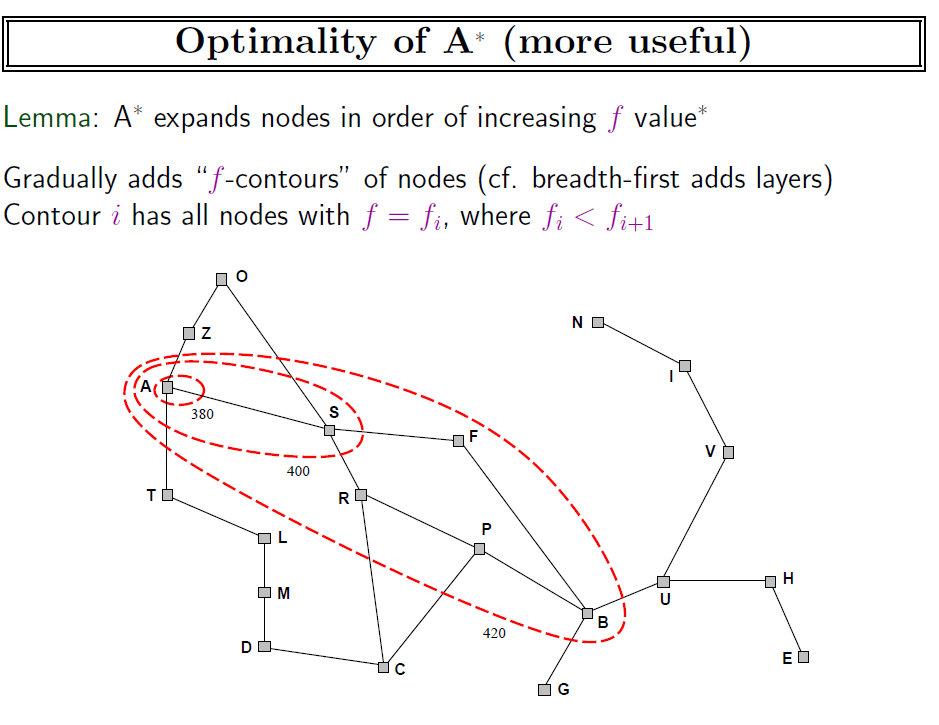 Optimality of A* (more useful)
Lemma: A* expands nodes in order of increasing f value*
Gradually adds “f-contours” of nodes (cf. breadth-first adds layers)
Contour i has all nodes with f = fᵢ, where fᵢ < fᵢ₊₁
O
N
Z
I
A
380
S
F
V
400
T
R
P
L
H
M
U
B
420
D
E
C
G